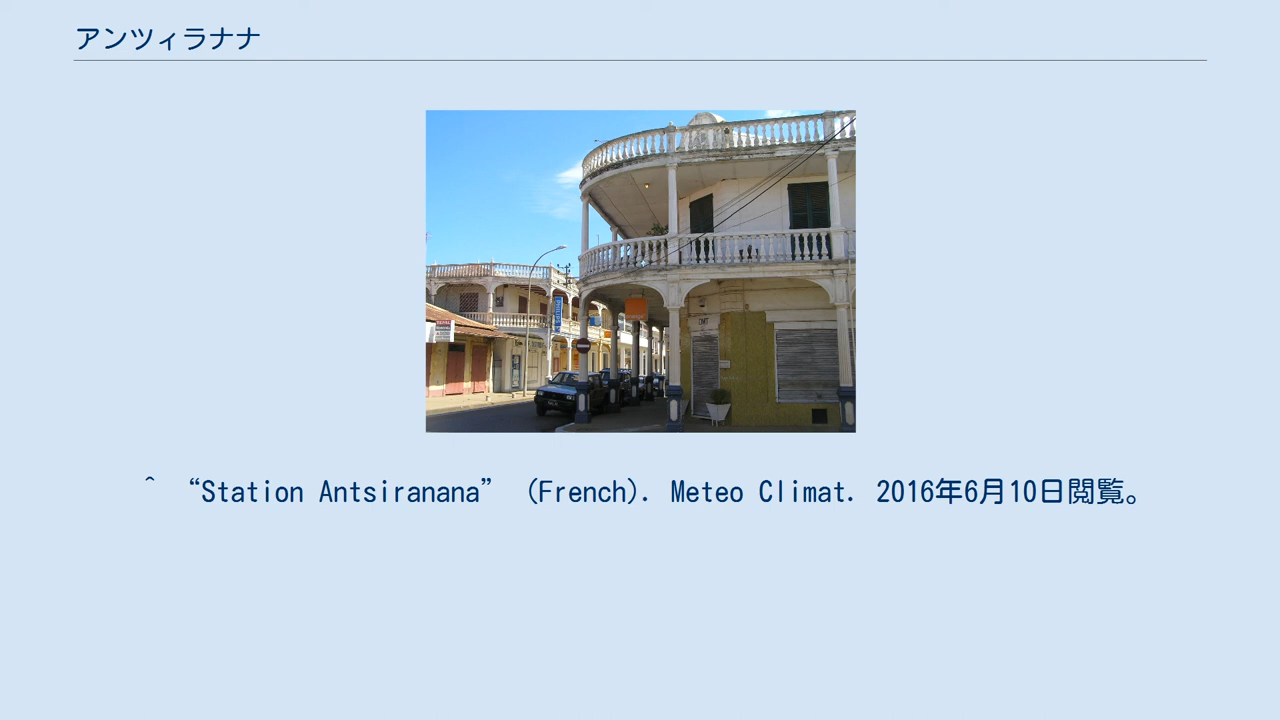 アンツィラナナ
^ “Station Antsiranana” (French). Meteo Climat. 2016年6月10日閲覧。